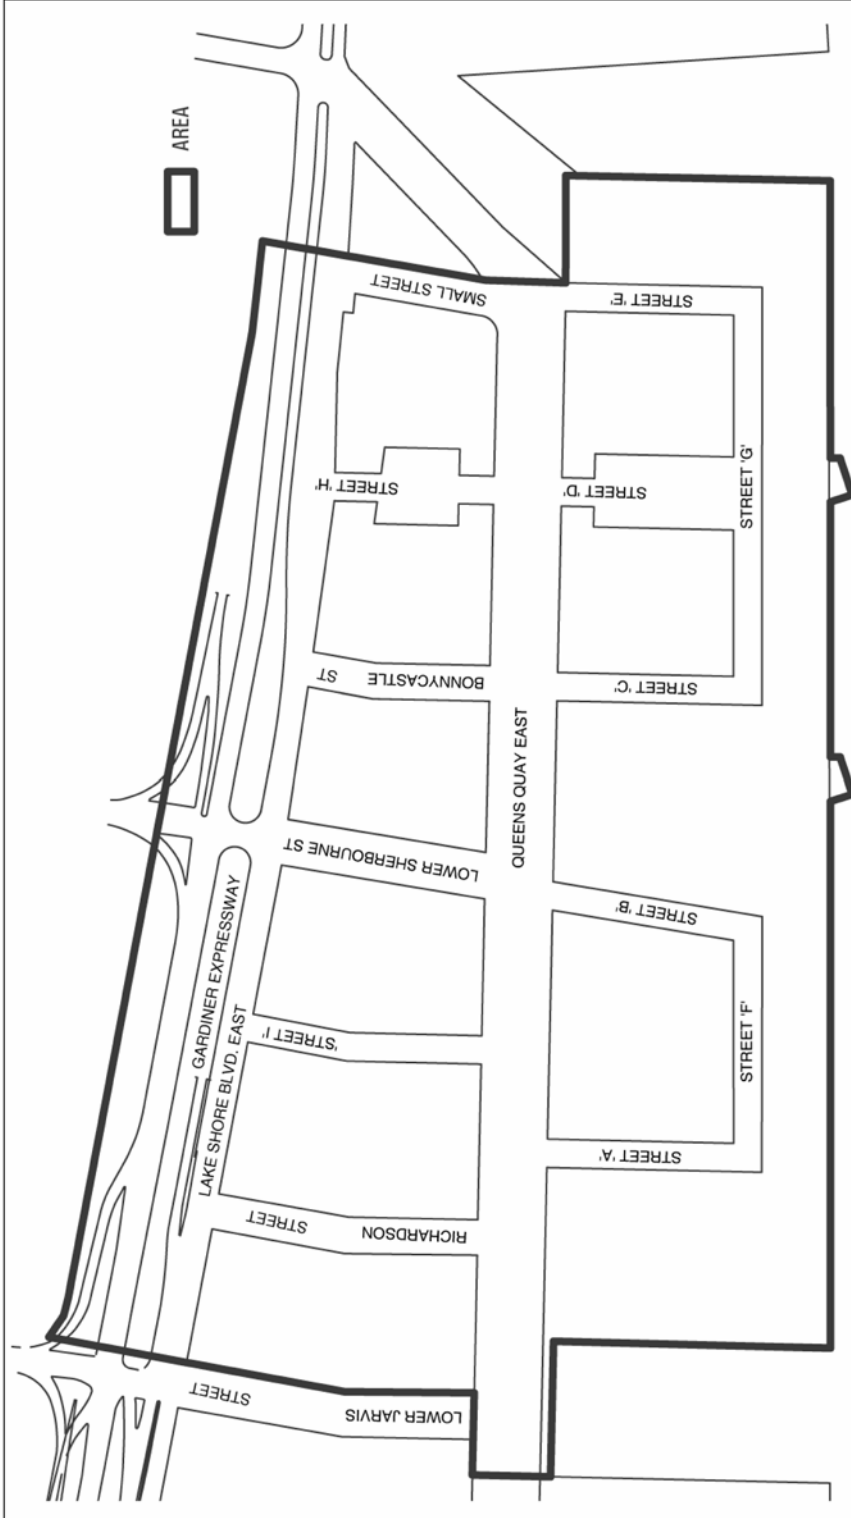 AREA
SMALL STREET
STREET 'E'
STREET 'H'
STREET 'D'
STREET 'G'
BONNYCASTLE
ST
STREET 'C'
QUEENS QUAY EAST
LOWER SHERBOURNE ST
STREET 'B'
GARDINER EXPRESSWAY
LAKE SHORE BLVD. EAST
STREET 'I'
STREET 'F'
STREET 'A'
RICHARDSON
STREET
LOWER JARVIS
STREET